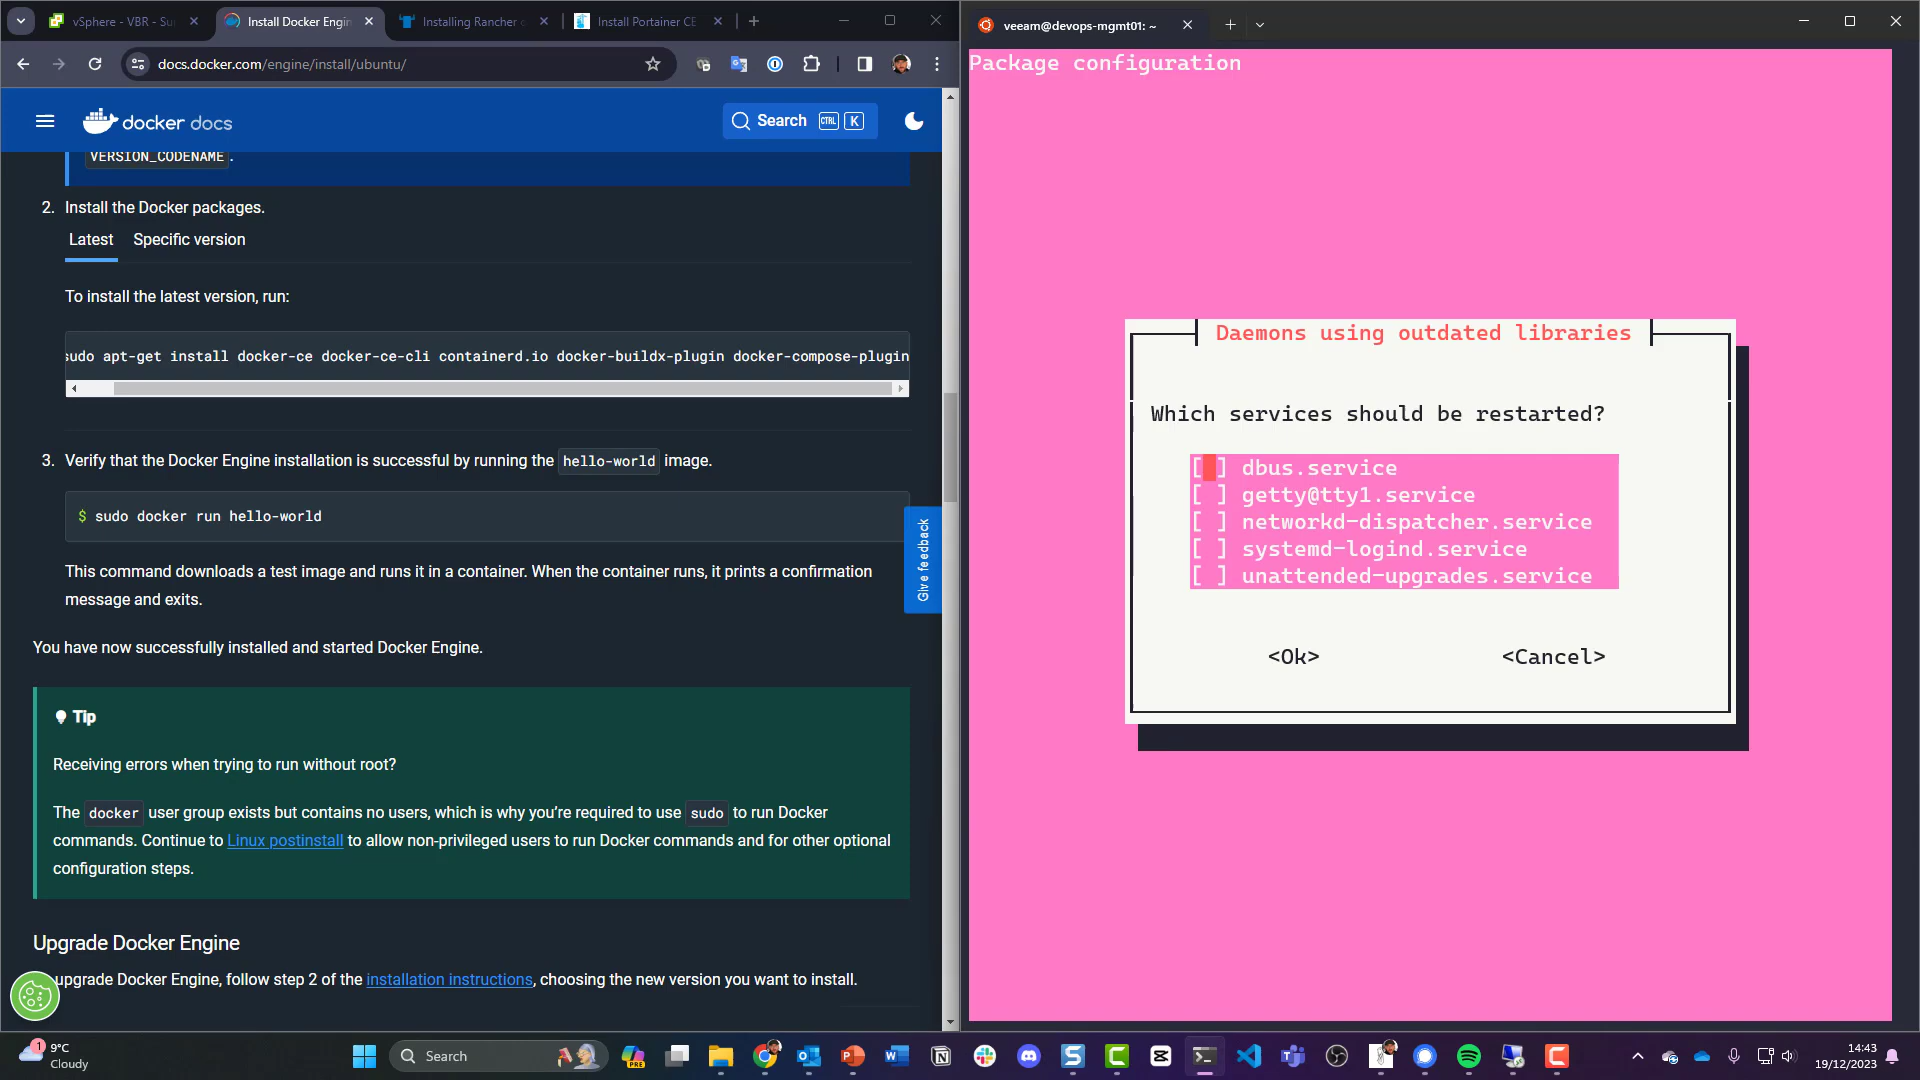 vSphere - VBR - Su
Install Docker Engin
Installing Rancher o
Install Portainer CE
docs.docker.com/engine/install/ubuntu/
docker docs
Search CTRL K
VERSION_CODENAME.
2. Install the Docker packages.
Latest Specific version
To install the latest version, run:
sudo apt-get install docker-ce docker-ce-cli containerd.io docker-buildx-plugin docker-compose-plugin
3. Verify that the Docker Engine installation is successful by running the hello-world image.
$ sudo docker run hello-world
Give feedback
This command downloads a test image and runs it in a container. When the container runs, it prints a confirmation
message and exits.
You have now successfully installed and started Docker Engine.
Tip
Receiving errors when trying to run without root?
The docker user group exists but contains no users, which is why you’re required to use sudo to run Docker
commands. Continue to Linux postinstall to allow non-privileged users to run Docker commands and for other optional
configuration steps.
Upgrade Docker Engine
upgrade Docker Engine, follow step 2 of the installation instructions, choosing the new version you want to install.
veeam@devops-mgmt01: ~
Package configuration
Daemons using outdated libraries
Which services should be restarted?
[ ] dbus.service
[ ] getty@tty1.service
[ ] networkd-dispatcher.service
[ ] systemd-logind.service
[ ] unattended-upgrades.service
<Ok> <Cancel>
1
9°C
Cloudy
Search
PRE
14:43
19/12/2023